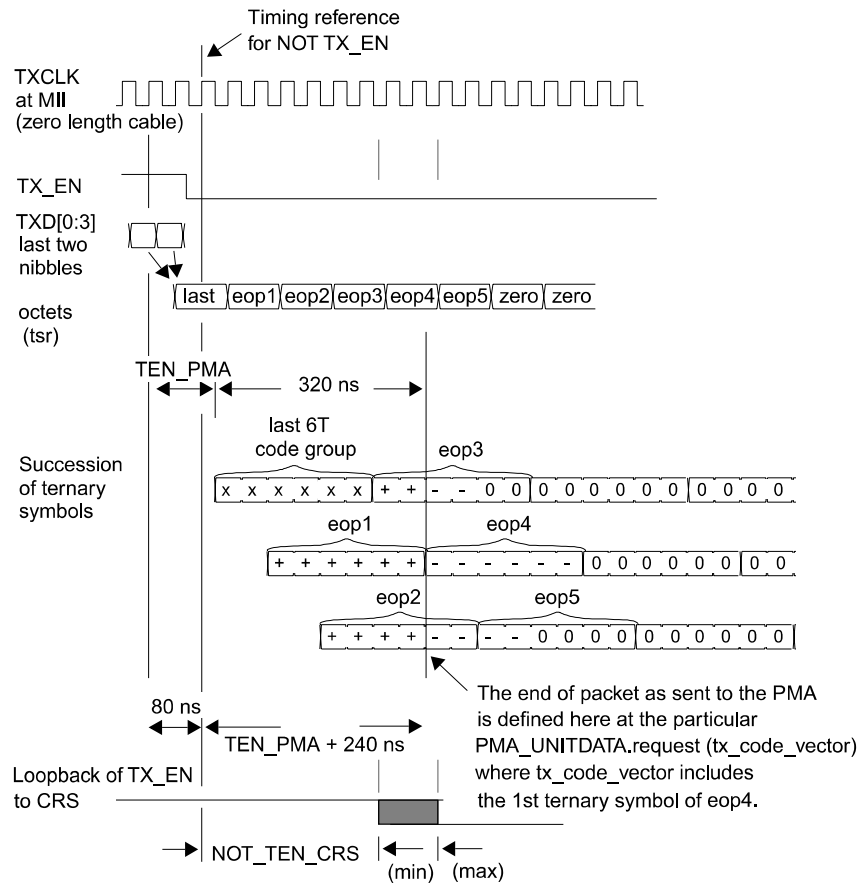 Timing reference
for NOT TX_EN
TXCLK
at MII
(zero length cable)
TX_EN
TXD[0:3]
last two
nibbles
octets
(tsr)
last eop1 eop2 eop3 eop4 eop5 zero zero
TEN_PMA
320 ns
last 6T
code group
eop3
Succession
of ternary
symbols
x x x x x x + + - - 0 0 0 0 0 0 0 0 0 0 0 0
eop1
eop4
+ + + + + + - - - - - - 0 0 0 0 0 0 0 0
eop2
eop5
+ + + + - - - - 0 0 0 0 0 0 0 0 0 0
80 ns
TEN_PMA + 240 ns
The end of packet as sent to the PMA
is defined here at the particular
PMA_UNITDATA.request (tx_code_vector)
where tx_code_vector includes
the 1st ternary symbol of eop4.
Loopback of TX_EN
to CRS
NOT_TEN_CRS
(min)
(max)